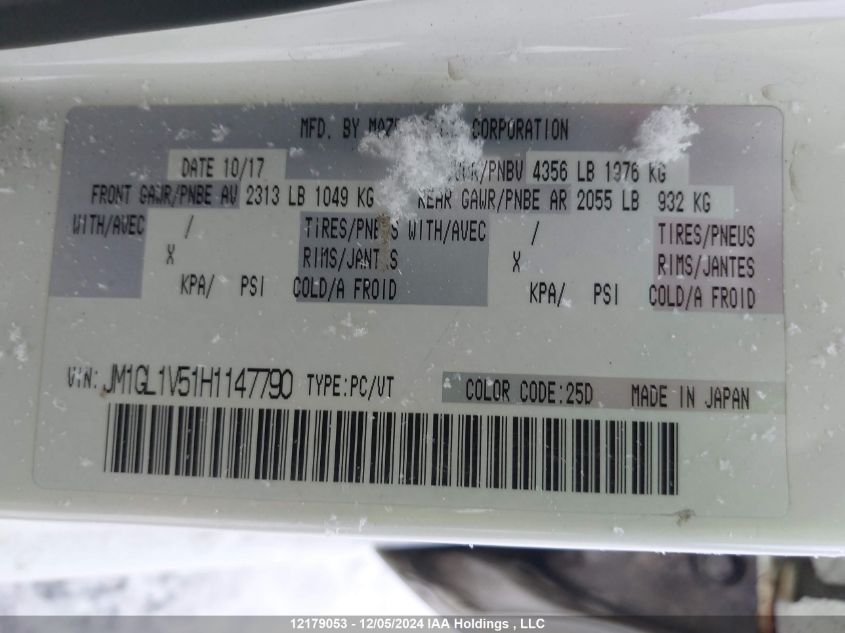 MFD. BY CORPORATION
DATE 10/17 4356 LB 1976 KG
FRONT GAWR/PNBE AV 2313 LB 1049 KG REAR GAWR/PNBE AR 2055 LB 932 KG
WITH/AVEC / TIRES/PNEUS WITH/AVEC / TIRES/PNEUS
X RIMS/JANTES X RIMS/JANTES
KPA/ PSI COLD/A FROID KPA/ PSI COLD/A FROID
VIN: JM1GL1V51H1147790 TYPE:PC/VT COLOR CODE:25D MADE IN JAPAN
12179053 - 12/05/2024 IAA Holdings , LLC